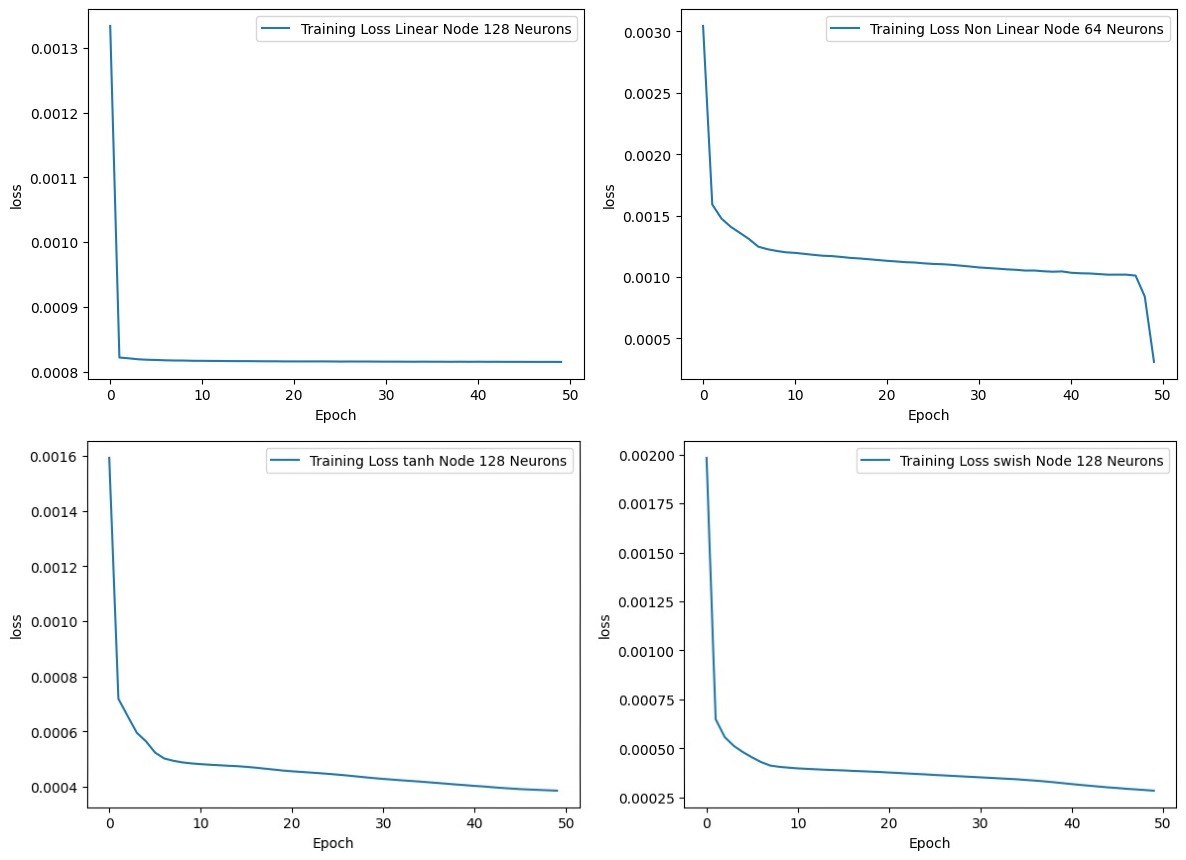 Training Loss Linear Node 128 Neurons
0.0013
0.0012
0.0011
0.0010
0.0009
0.0008
loss
0 10 20 30 40 50
Epoch
Training Loss Non Linear Node 64 Neurons
0.0030
0.0025
0.0020
0.0015
0.0010
0.0005
loss
0 10 20 30 40 50
Epoch
Training Loss tanh Node 128 Neurons
0.0016
0.0014
0.0012
0.0010
0.0008
0.0006
0.0004
loss
0 10 20 30 40 50
Epoch
Training Loss swish Node 128 Neurons
0.00200
0.00175
0.00150
0.00125
0.00100
0.00075
0.00050
0.00025
loss
0 10 20 30 40 50
Epoch